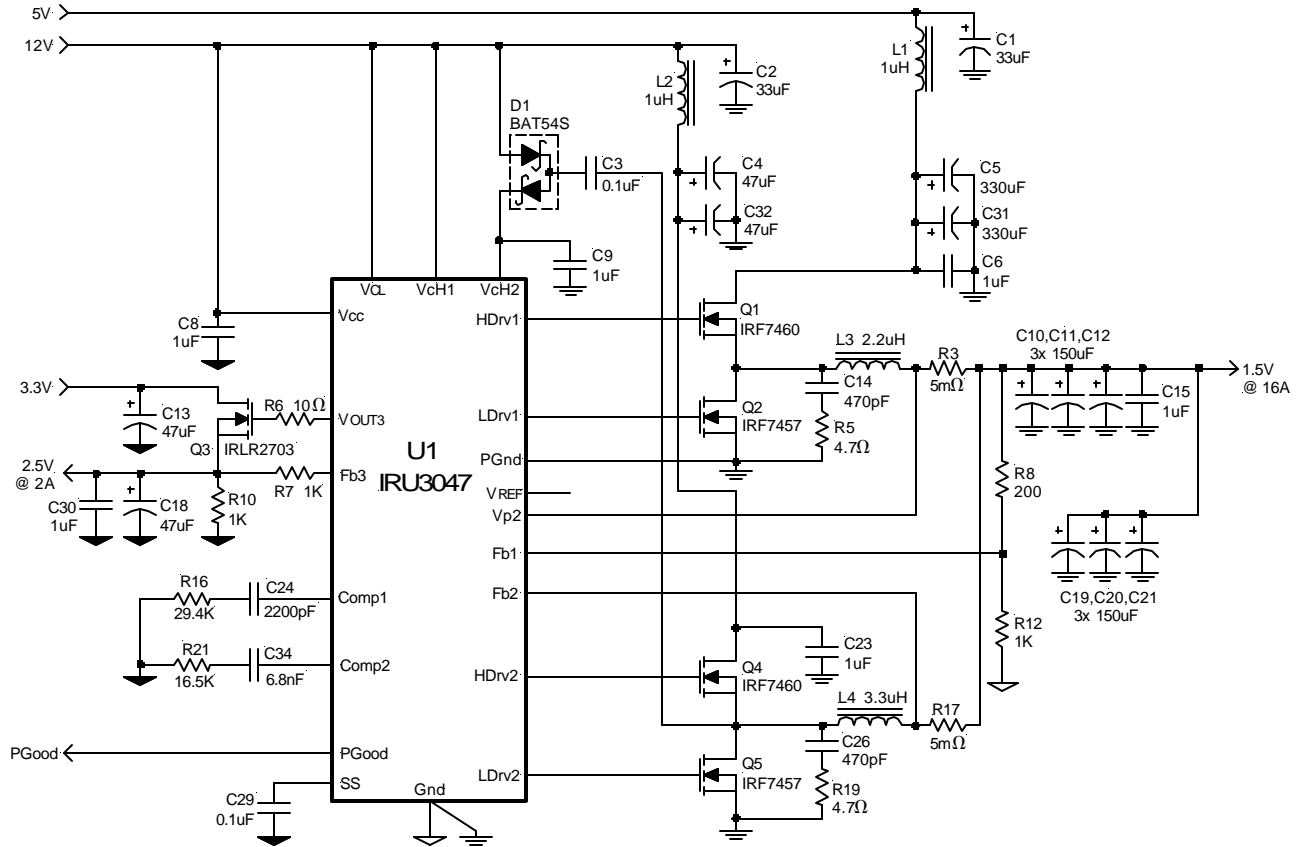 5V
12V
C1
33uF
L1
1uH
C2
33uF
L2
1uH
D1
BAT54S
C3
0.1uF
C4
47uF
C32
47uF
C5
330uF
C31
330uF
C6
1uF
C9
1uF
VCL
VcH1
VcH2
Vcc
C8
1uF
HDrv1
Q1
IRF7460
L3 2.2uH
R3
5mΩ
C10,C11,C12
3x 150uF
C15
1uF
1.5V
@ 16A
3.3V
C13
47uF
R6 10Ω
VOUT3
Q3
IRLR2703
LDrv1
Q2
IRF7457
C14
470pF
R5
4.7Ω
2.5V
@ 2A
C30
1uF
C18
47uF
R10
1K
R7 1K
Fb3
U1
IRU3047
PGnd
VREF
Vp2
Fb1
Fb2
R8
200
C19,C20,C21
3x 150uF
R12
1K
R16
29.4K
C24
2200pF
Comp1
R21
16.5K
C34
6.8nF
Comp2
HDrv2
Q4
IRF7460
C23
1uF
L4 3.3uH
R17
5mΩ
PGood
PGood
SS
C29
0.1uF
Gnd
LDrv2
Q5
IRF7457
C26
470pF
R19
4.7Ω